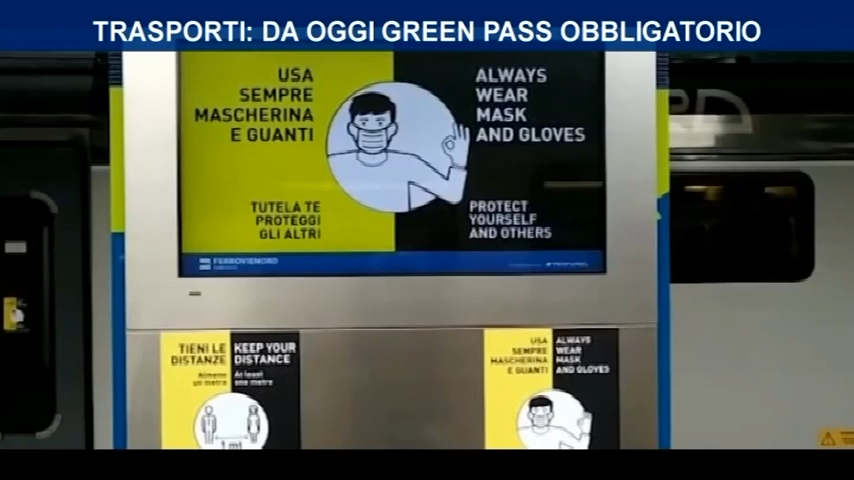 TRASPORTI: DA OGGI GREEN PASS OBBLIGATORIO
USA
SEMPRE
MASCHERINA
E GUANTI
ALWAYS
WEAR
MASK
AND GLOVES
TUTELA TE
PROTEGGI
GLI ALTRI
PROTECT
YOURSELF
AND OTHERS
FERROVIENORD
TIENI LE
DISTANZE
Almeno
un metro
KEEP YOUR
DISTANCE
At least
one metre
1 mt
USA
SEMPRE
MASCHERINA
E GUANTI
ALWAYS
WEAR
MASK
AND GLOVES